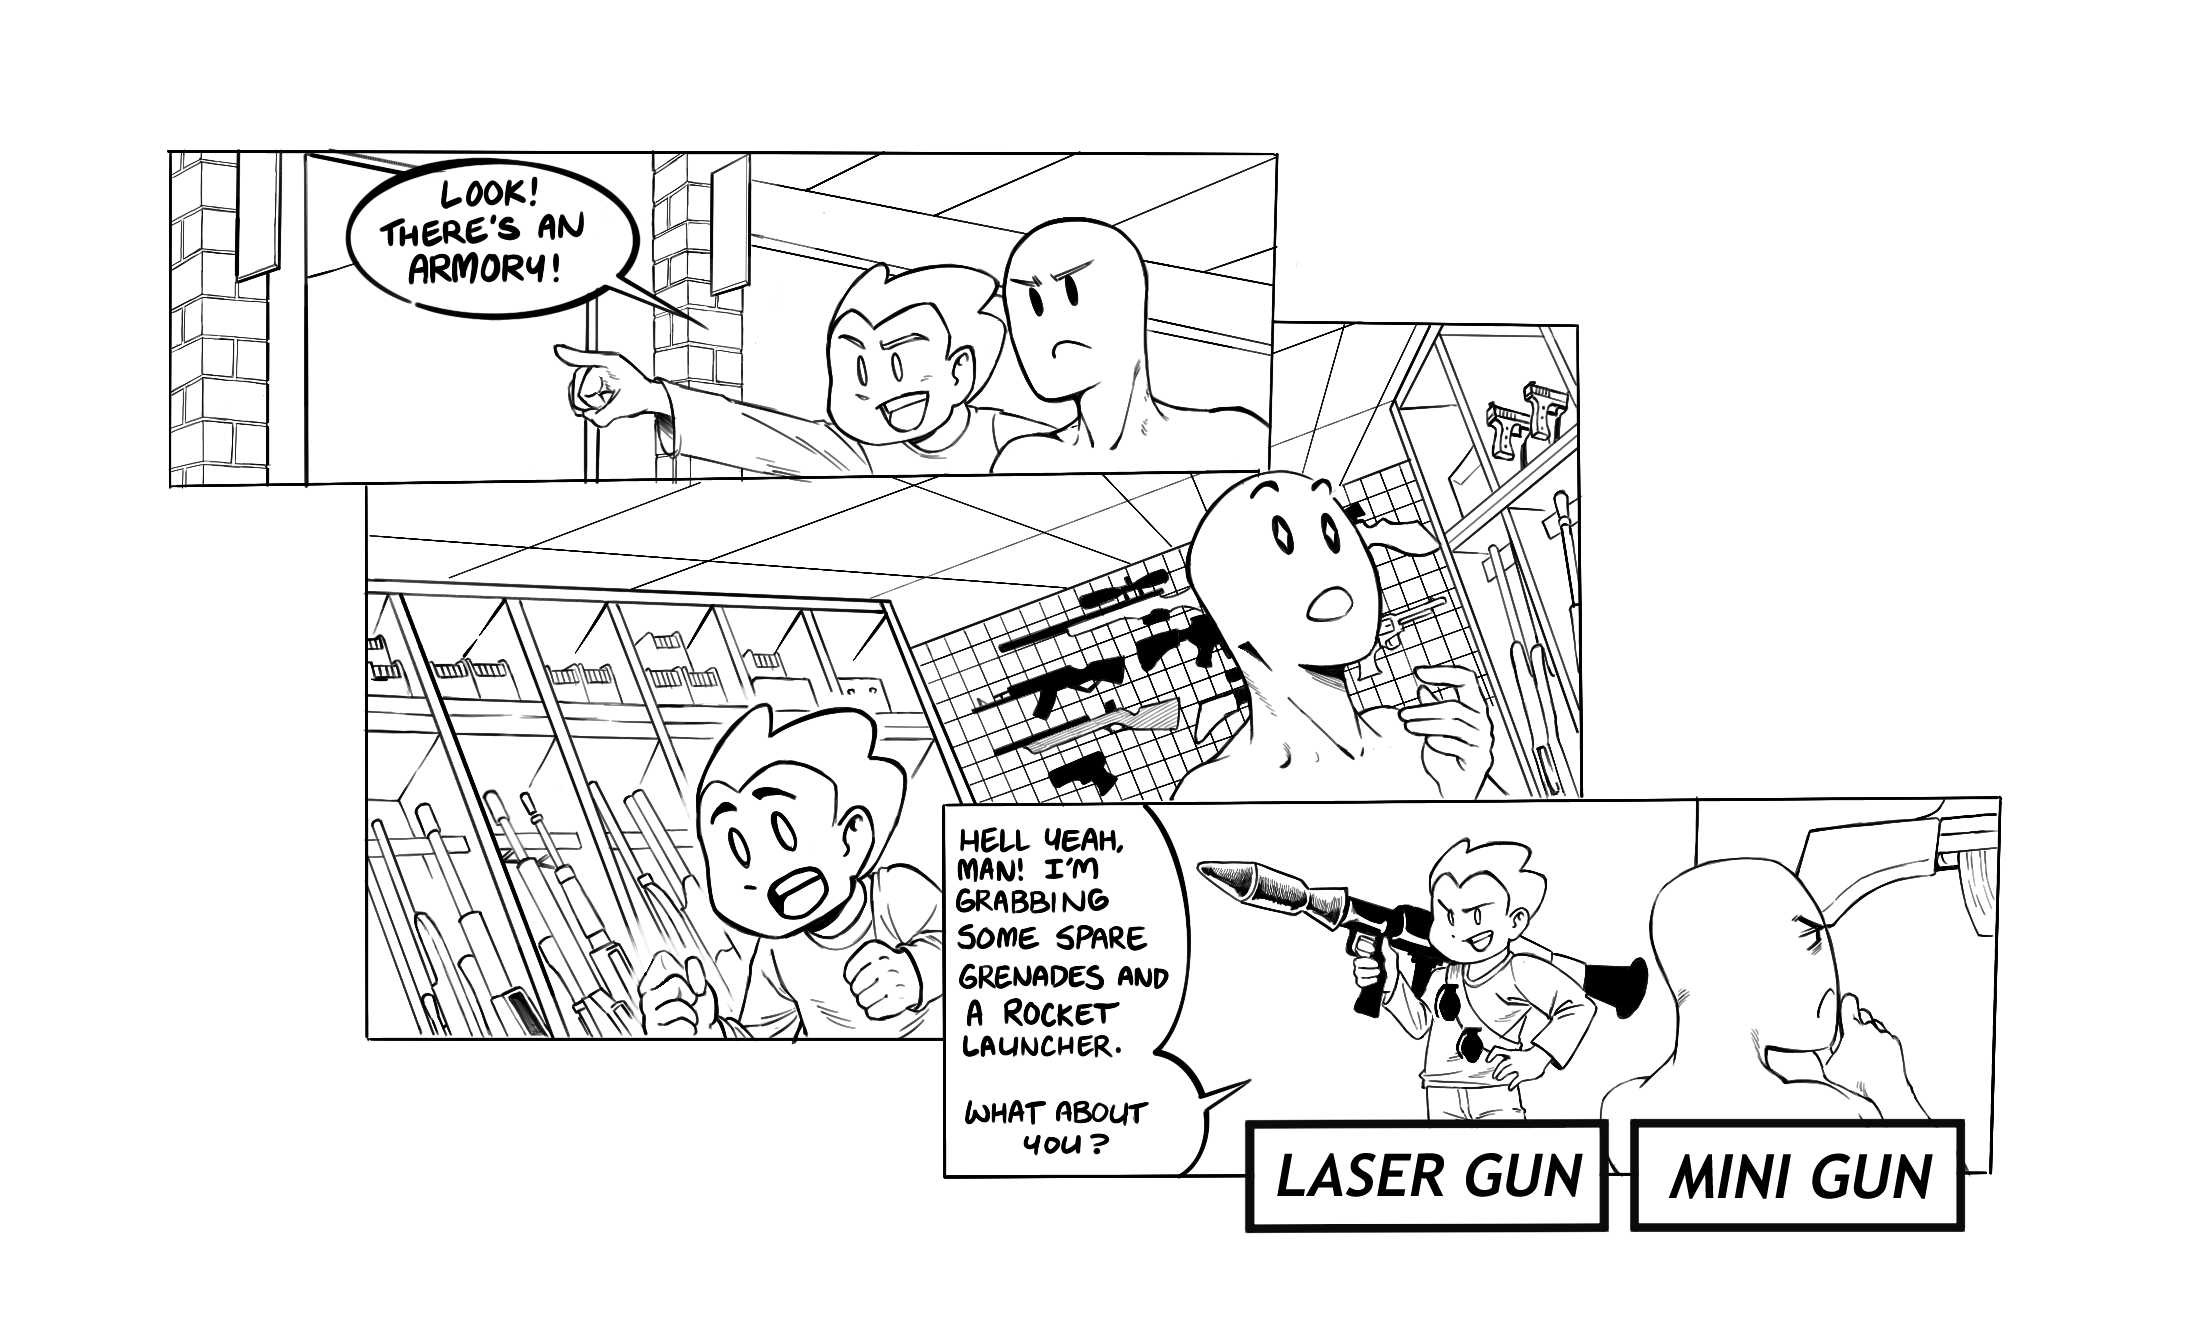 LOOK!
THERE'S AN
ARMORY!
HELL YEAH,
MAN! I'M
GRABBING
SOME SPARE
GRENADES AND
A ROCKET
LAUNCHER.
WHAT ABOUT
YOU?
LASER GUN
MINI GUN